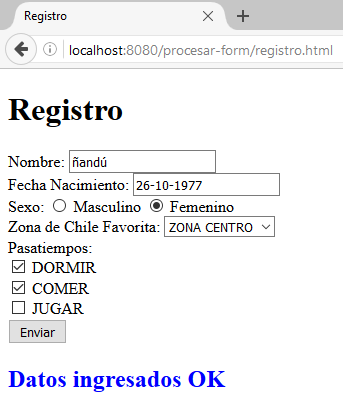 Registro
localhost:8080/procesar-form/registro.html
Registro
Nombre: ñandú
Fecha Nacimiento: 26-10-1977
Sexo: Masculino Femenino
Zona de Chile Favorita: ZONA CENTRO
Pasatiempos:
DORMIR
COMER
JUGAR
Enviar
Datos ingresados OK